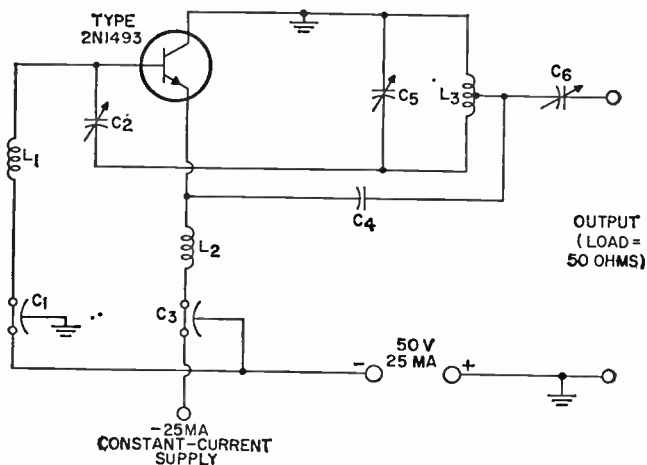 TYPE
2N1493
C2
C5
L3
C6
L1
C4
L2
OUTPUT
(LOAD=
50 OHMS)
C1
C3
50 V
25 MA
- +
-25MA
CONSTANT-CURRENT
SUPPLY